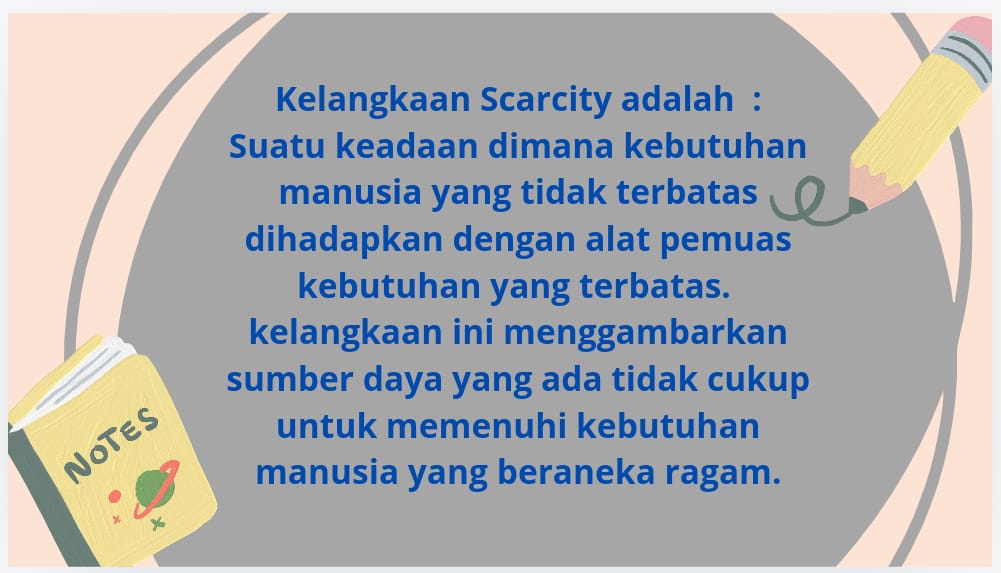 Kelangkaan Scarcity adalah  :
Suatu keadaan dimana kebutuhan
manusia yang tidak terbatas
dihadapkan dengan alat pemuas
kebutuhan yang terbatas.
kelangkaan ini menggambarkan
sumber daya yang ada tidak cukup
untuk memenuhi kebutuhan
manusia yang beraneka ragam.
NOTES